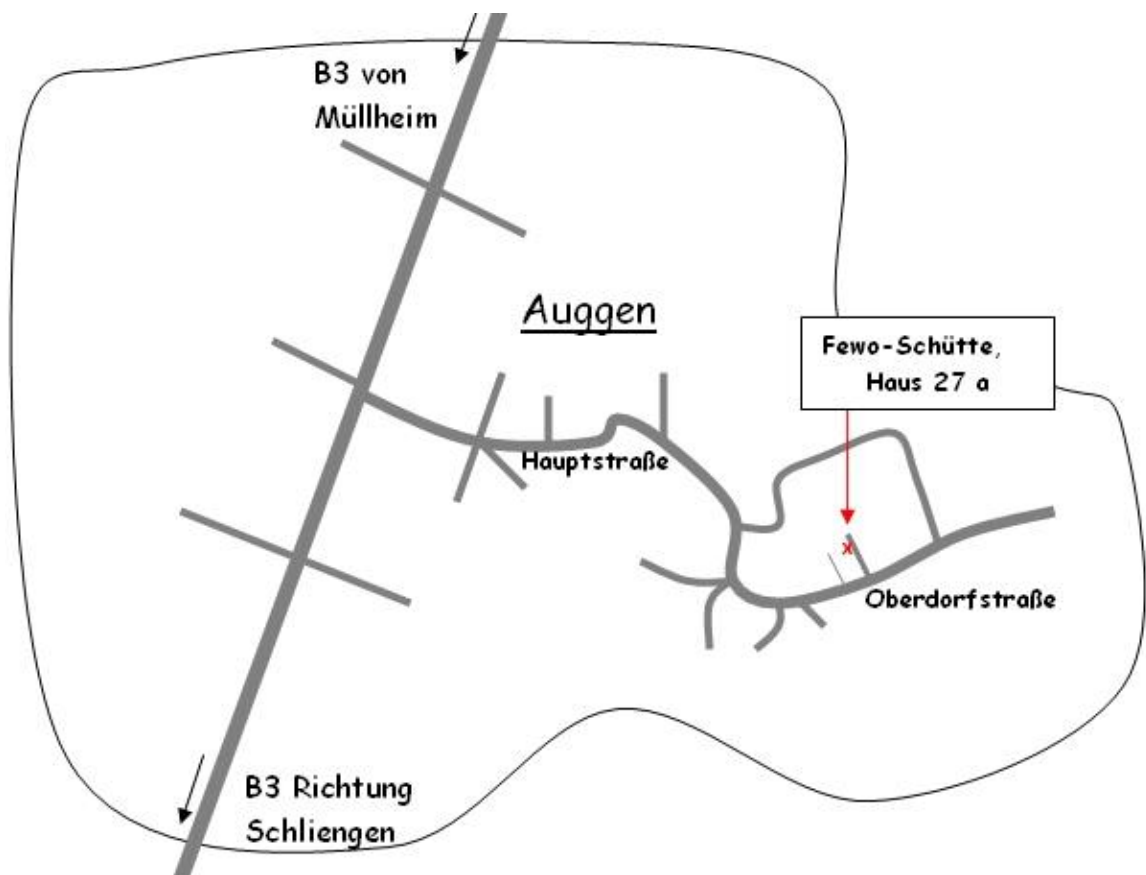 B3 von
Müllheim
Auggen
Fewo-Schütte,
Haus 27 a
Hauptstraße
x
Oberdorfstraße
B3 Richtung
Schliengen